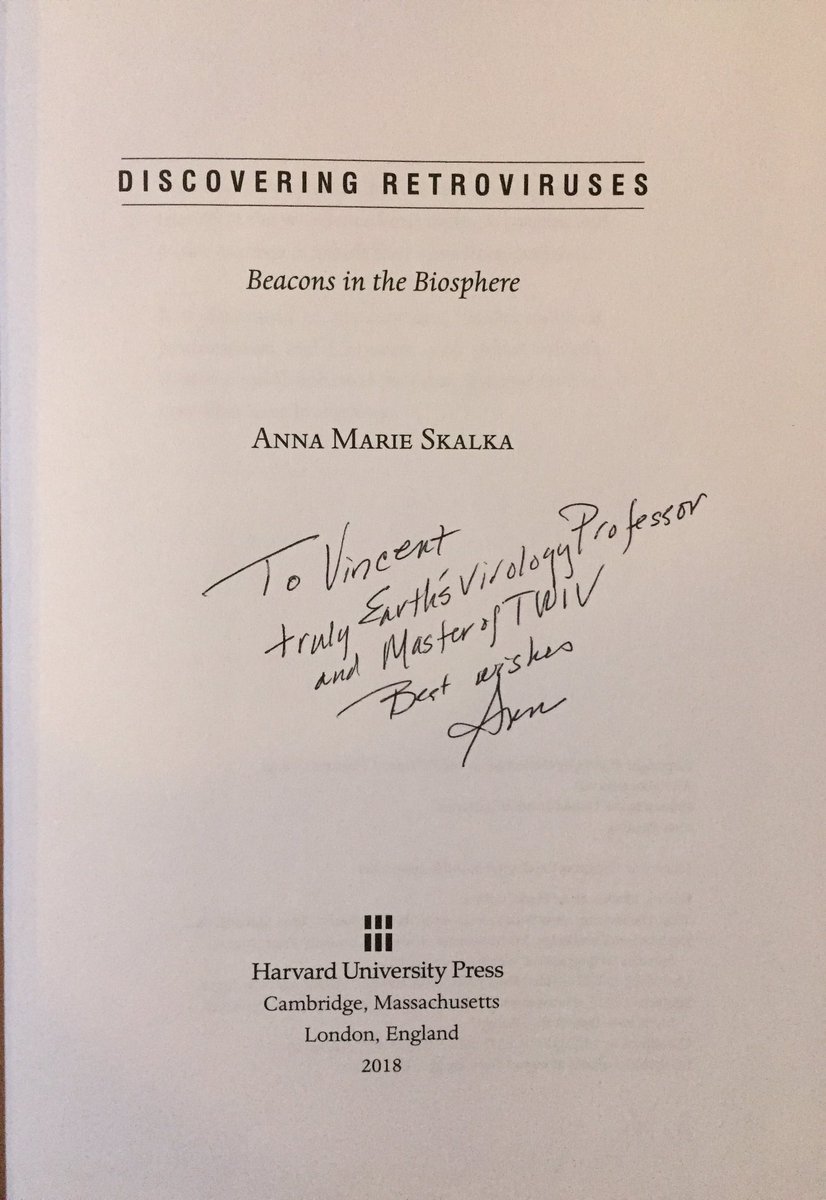 DISCOVERING RETROVIRUSES
Beacons in the Biosphere
ANNA MARIE SKALKA
To Vincent
truly Earth's Virology Professor
and Master of TWIV
Best wishes
Ann
Harvard University Press
Cambridge, Massachusetts
London, England
2018